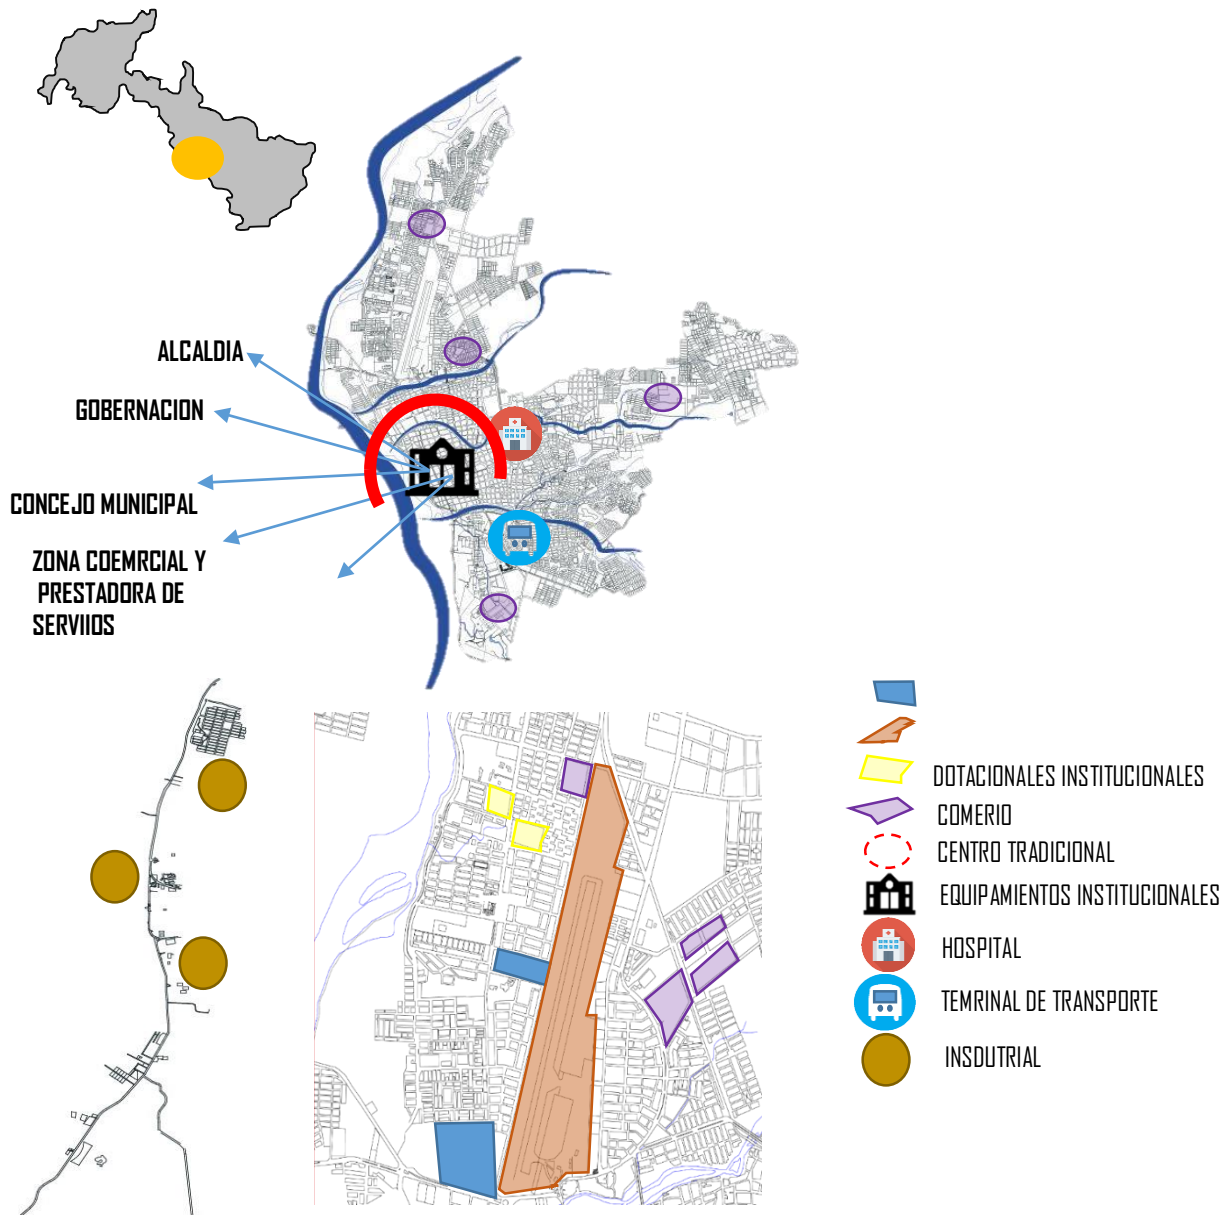 ALCALDIA
GOBERNACION
CONCEJO MUNICIPAL
ZONA COEMRCIAL Y
PRESTADORA DE
SERVIIOS
DOTACIONALES INSTITUCIONALES
COMERIO
CENTRO TRADICIONAL
EQUIPAMIENTOS INSTITUCIONALES
HOSPITAL
TEMRINAL DE TRANSPORTE
INSDUTRIAL